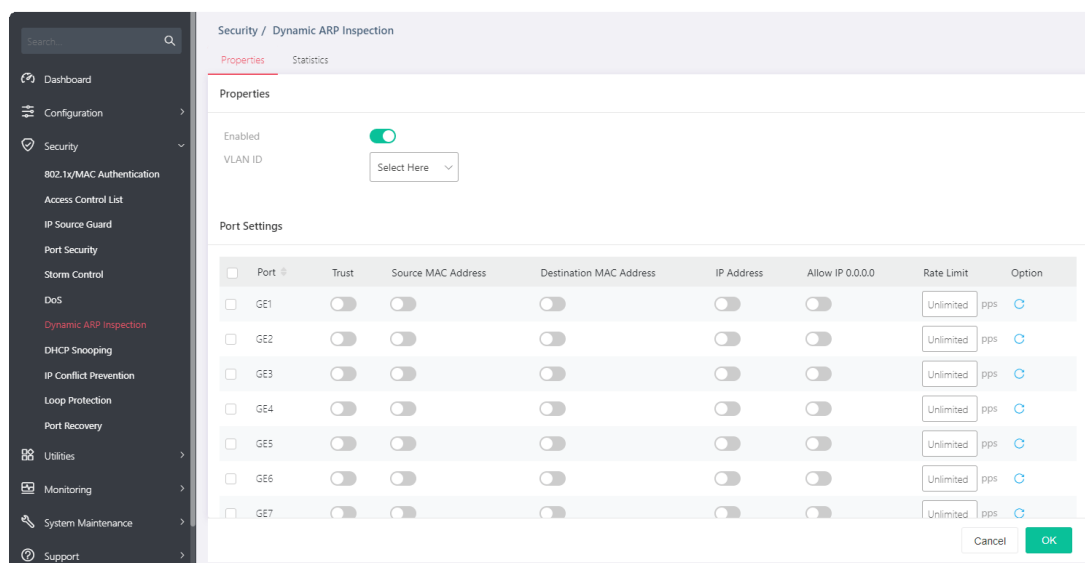 Search...
Dashboard
Configuration
Security
802.1x/MAC Authentication
Access Control List
IP Source Guard
Port Security
Storm Control
DoS
Dynamic ARP Inspection
DHCP Snooping
IP Conflict Prevention
Loop Protection
Port Recovery
Utilities
Monitoring
System Maintenance
Support
Security / Dynamic ARP Inspection
Properties Statistics
Properties
Enabled
VLAN ID Select Here
Port Settings
Port Trust Source MAC Address Destination MAC Address IP Address Allow IP 0.0.0.0 Rate Limit Option
GE1 Unlimited pps
GE2 Unlimited pps
GE3 Unlimited pps
GE4 Unlimited pps
GE5 Unlimited pps
GE6 Unlimited pps
GE7 Unlimited pps
Cancel OK